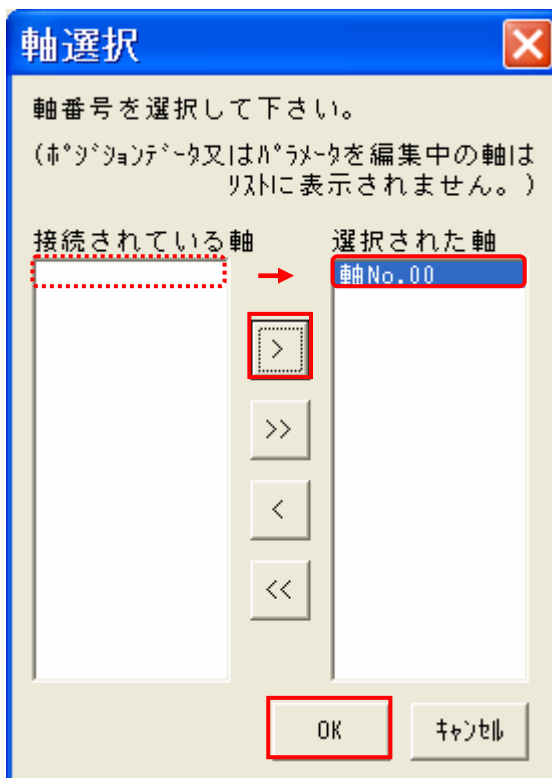 軸選択
軸番号を選択して下さい。
(ﾎﾟｼﾞｼｮﾝﾃﾞｰﾀ又はﾊﾟﾗﾒｰﾀを編集中の軸は
ﾘｽﾄに表示されません。)
接続されている軸
選択された軸
軸No.00
>
>>
<
<<
OK
ｷｬﾝｾﾙ